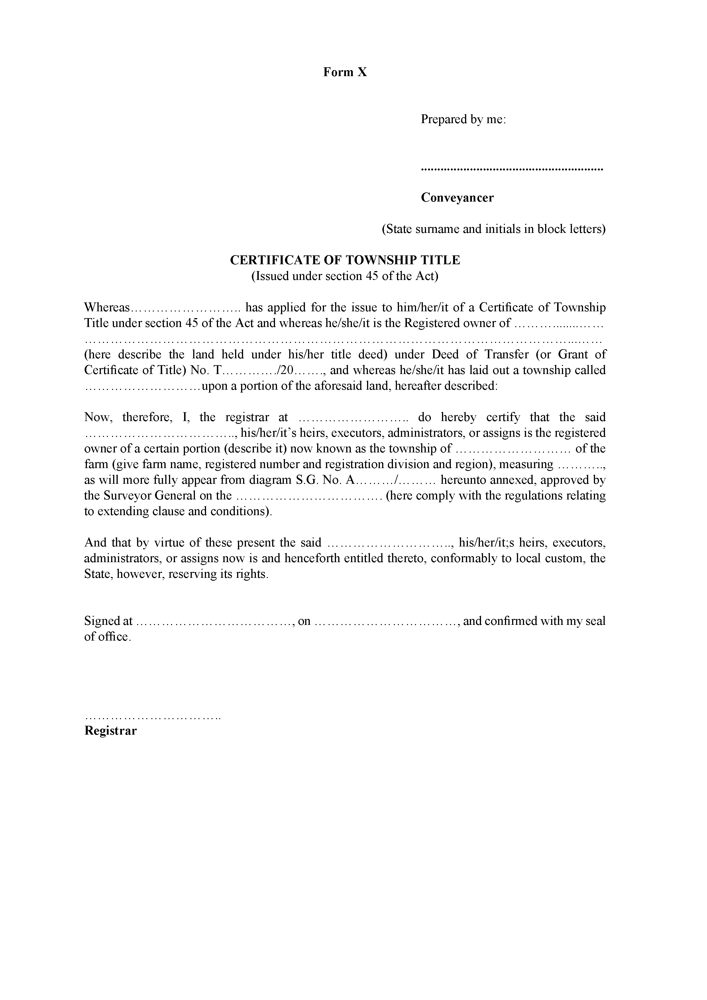 Form X
Prepared by me:
........................................................
Conveyancer
(State surname and initials in block letters)
CERTIFICATE OF TOWNSHIP TITLE
(Issued under section 45 of the Act)
Whereas…………………….. has applied for the issue to him/her/it of a Certificate of Township
Title under section 45 of the Act and whereas he/she/it is the Registered owner of ………........……
…………………………………………………………………………………………………..……
(here describe the land held under his/her title deed) under Deed of Transfer (or Grant of
Certificate of Title) No. T…………./20……., and whereas he/she/it has laid out a township called
………………………upon a portion of the aforesaid land, hereafter described:
Now, therefore, I, the registrar at …………………….. do hereby certify that the said
…………………………….., his/her/it’s heirs, executors, administrators, or assigns is the registered
owner of a certain portion (describe it) now known as the township of ……………………… of the
farm (give farm name, registered number and registration division and region), measuring ………..,
as will more fully appear from diagram S.G. No. A………/……… hereunto annexed, approved by
the Surveyor General on the ……………………………. (here comply with the regulations relating
to extending clause and conditions).
And that by virtue of these present the said ……………………….., his/her/it;s heirs, executors,
administrators, or assigns now is and henceforth entitled thereto, conformably to local custom, the
State, however, reserving its rights.
Signed at ………………………………, on ……………………………, and confirmed with my seal
of office.
…………………………..
Registrar